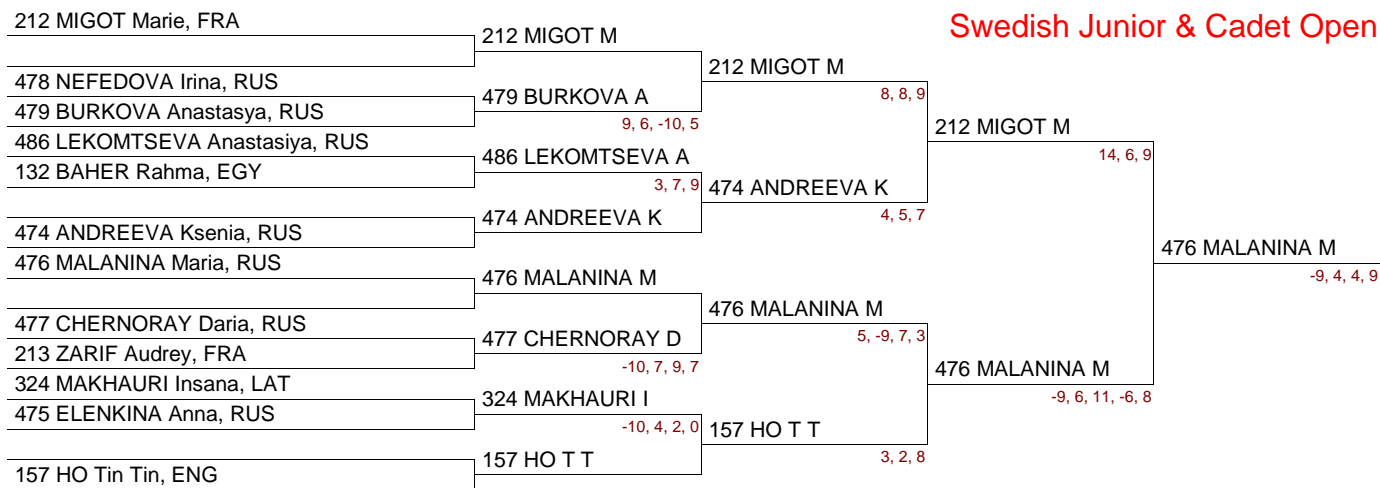 Swedish Junior & Cadet Open
212 MIGOT Marie, FRA
478 NEFEDOVA Irina, RUS
479 BURKOVA Anastasya, RUS
486 LEKOMTSEVA Anastasiya, RUS
132 BAHER Rahma, EGY
474 ANDREEVA Ksenia, RUS
476 MALANINA Maria, RUS
477 CHERNORAY Daria, RUS
213 ZARIF Audrey, FRA
324 MAKHAURI Insana, LAT
475 ELENKINA Anna, RUS
157 HO Tin Tin, ENG
212 MIGOT M
479 BURKOVA A
9, 6, -10, 5
486 LEKOMTSEVA A
3, 7, 9
474 ANDREEVA K
476 MALANINA M
477 CHERNORAY D
-10, 7, 9, 7
324 MAKHAURI I
-10, 4, 2, 0
157 HO T T
212 MIGOT M
8, 8, 9
474 ANDREEVA K
4, 5, 7
476 MALANINA M
5, -9, 7, 3
157 HO T T
3, 2, 8
212 MIGOT M
14, 6, 9
476 MALANINA M
-9, 6, 11, -6, 8
476 MALANINA M
-9, 4, 4, 9